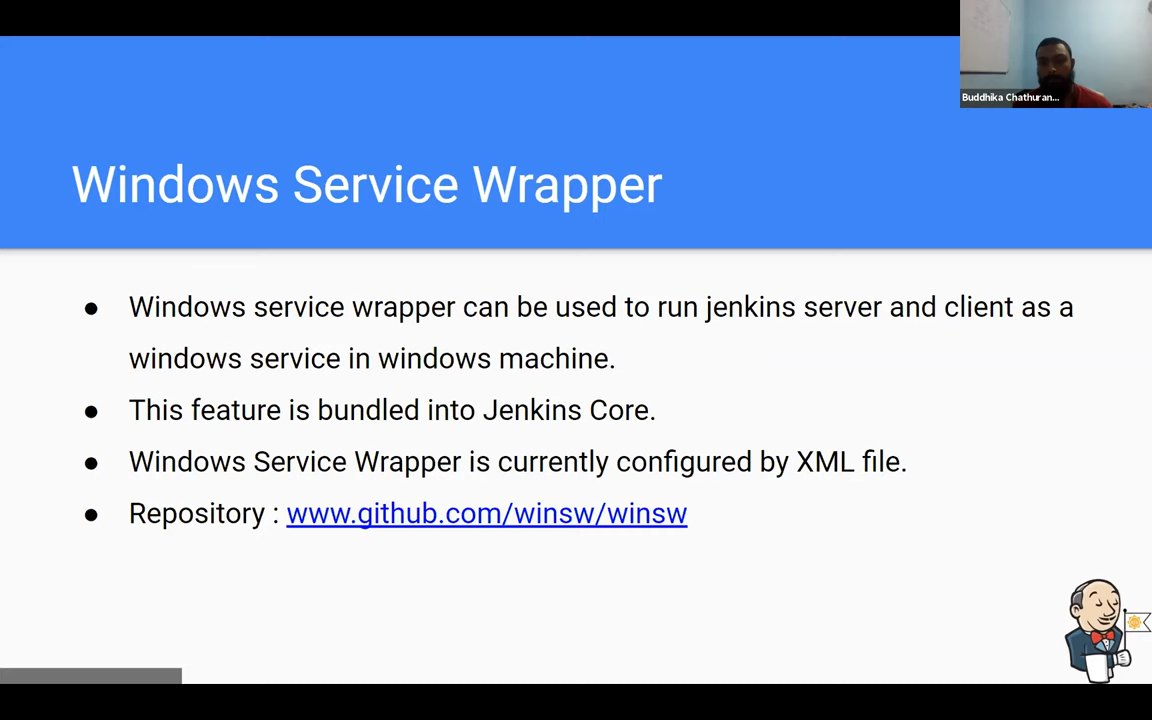 Buddhika Chathuran...
Windows Service Wrapper
● Windows service wrapper can be used to run jenkins server and client as a
windows service in windows machine.
● This feature is bundled into Jenkins Core.
● Windows Service Wrapper is currently configured by XML file.
● Repository : www.github.com/winsw/winsw